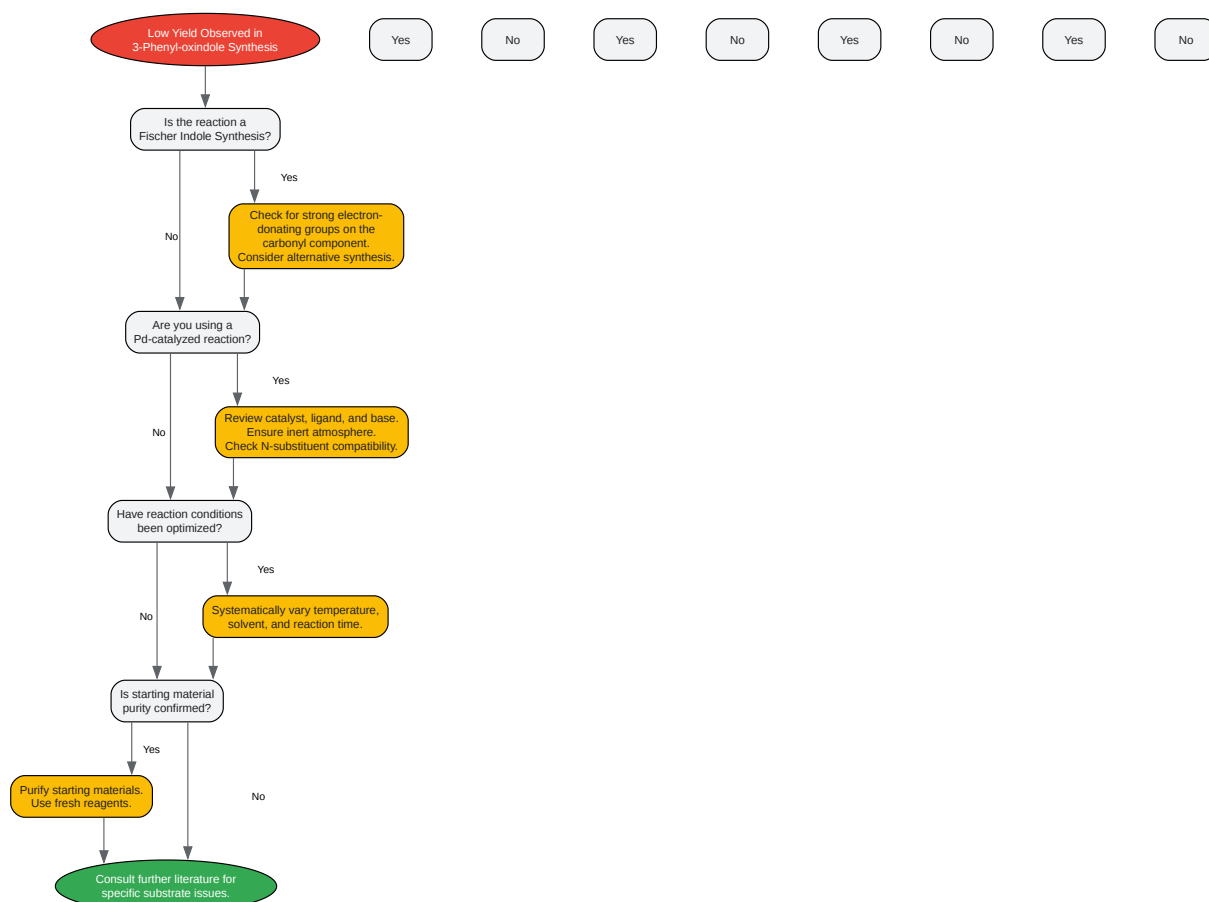 Low Yield Observed in
3-Phenyl-oxindole Synthesis
Yes
No
Yes
No
Yes
No
Yes
No
Is the reaction a
Fischer Indole Synthesis?
Yes
No
Check for strong electron-
donating groups on the
carbonyl component.
Consider alternative synthesis.
Are you using a
Pd-catalyzed reaction?
Yes
No
Review catalyst, ligand, and base.
Ensure inert atmosphere.
Check N-substituent compatibility.
Have reaction conditions
been optimized?
Yes
No
Systematically vary temperature,
solvent, and reaction time.
Is starting material
purity confirmed?
Yes
No
Purify starting materials.
Use fresh reagents.
Consult further literature for
specific substrate issues.